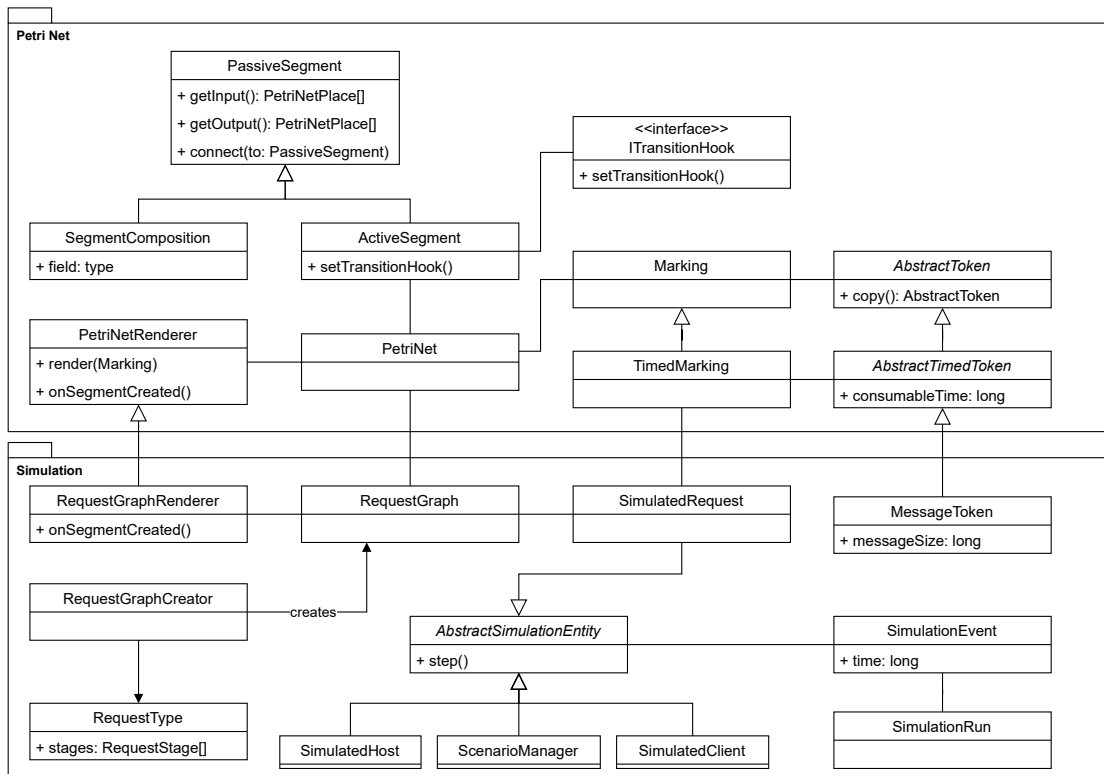 Petri Net
PassiveSegment
+ getInput(): PetriNetPlace[]
+ getOutput(): PetriNetPlace[]
+ connect(to: PassiveSegment)
<<interface>>
ITransitionHook
+ setTransitionHook()
SegmentComposition
+ field: type
ActiveSegment
+ setTransitionHook()
Marking
AbstractToken
+ copy(): AbstractToken
PetriNetRenderer
+ render(Marking)
+ onSegmentCreated()
PetriNet
TimedMarking
AbstractTimedToken
+ consumableTime: long
Simulation
RequestGraphRenderer
+ onSegmentCreated()
RequestGraph
SimulatedRequest
MessageToken
+ messageSize: long
RequestGraphCreator
creates
AbstractSimulationEntity
+ step()
SimulationEvent
+ time: long
RequestType
+ stages: RequestStage[]
SimulatedHost
ScenarioManager
SimulatedClient
SimulationRun